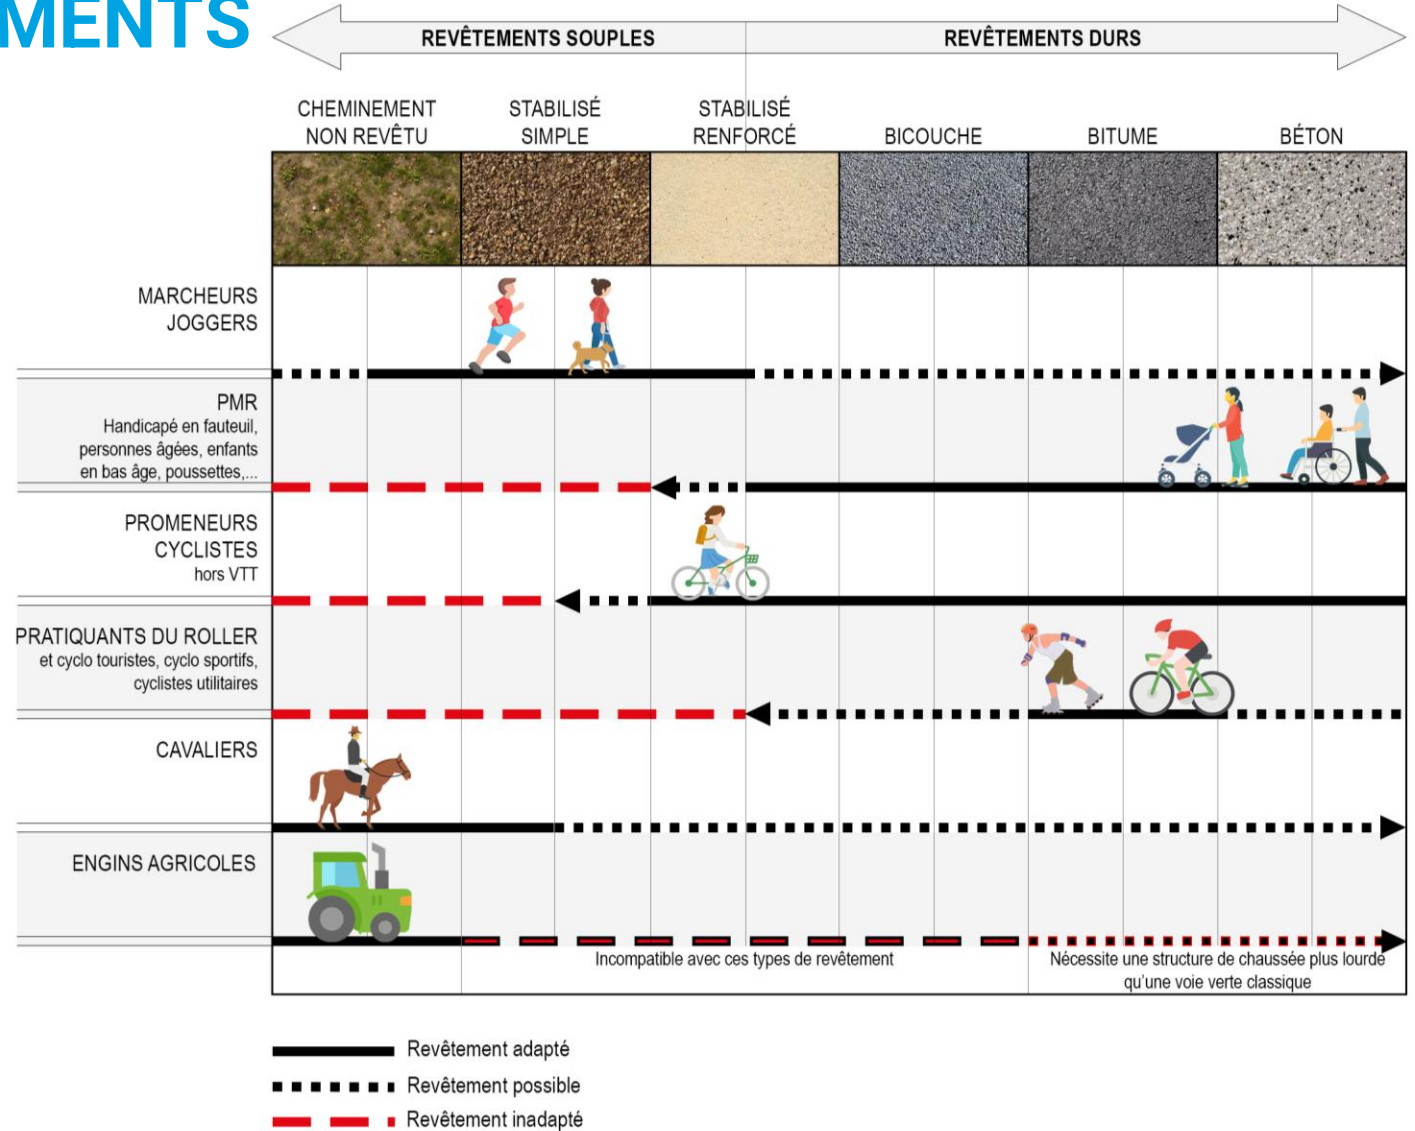 MENTS
REVÊTEMENTS SOUPLES
REVÊTEMENTS DURS
CHEMINEMENT
NON REVÊTU
STABILISÉ
SIMPLE
STABILISÉ
RENFORCÉ
BICOUCHE
BITUME
BÉTON
MARCHEURS
JOGGERS
PMR
Handicapé en fauteuil,
personnes âgées, enfants
en bas âge, poussettes,...
PROMENEURS
CYCLISTES
hors VTT
PRATIQUANTS DU ROLLER
et cyclo touristes, cyclo sportifs,
cyclistes utilitaires
CAVALIERS
ENGINS AGRICOLES
Incompatible avec ces types de revêtement
Nécessite une structure de chaussée plus lourde
qu'une voie verte classique
Revêtement adapté
Revêtement possible
Revêtement inadapté